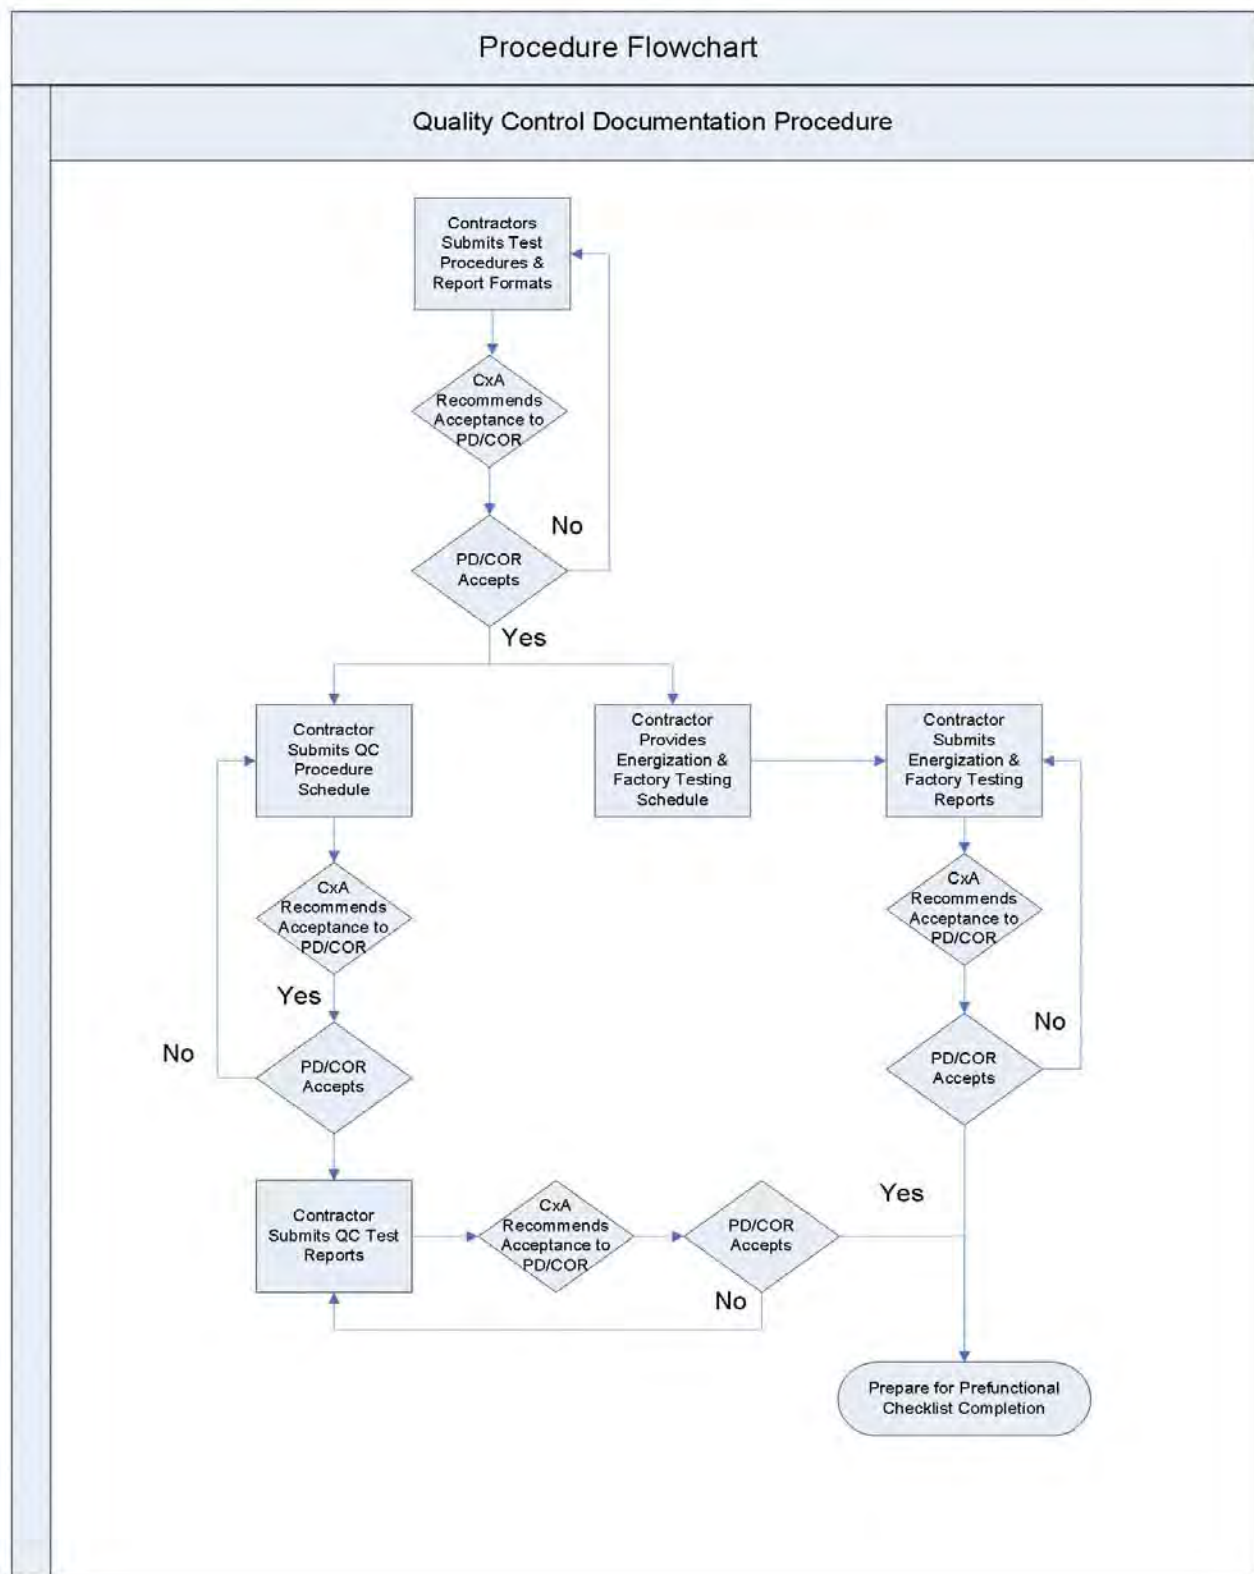 Procedure Flowchart
Quality Control Documentation Procedure
Contractors
Submits Test
Procedures &
Report Formats
CxA
Recommends
Acceptance to
PD/COR
PD/COR
Accepts
No
Yes
Contractor
Submits QC
Procedure
Schedule
Contractor
Provides
Energization &
Factory Testing
Schedule
Contractor
Submits
Energization &
Factory Testing
Reports
CxA
Recommends
Acceptance to
PD/COR
Yes
CxA
Recommends
Acceptance to
PD/COR
No
PD/COR
Accepts
PD/COR
Accepts
No
Contractor
Submits QC Test
Reports
CxA
Recommends
Acceptance to
PD/COR
PD/COR
Accepts
Yes
No
Prepare for Prefunctional
Checklist Completion